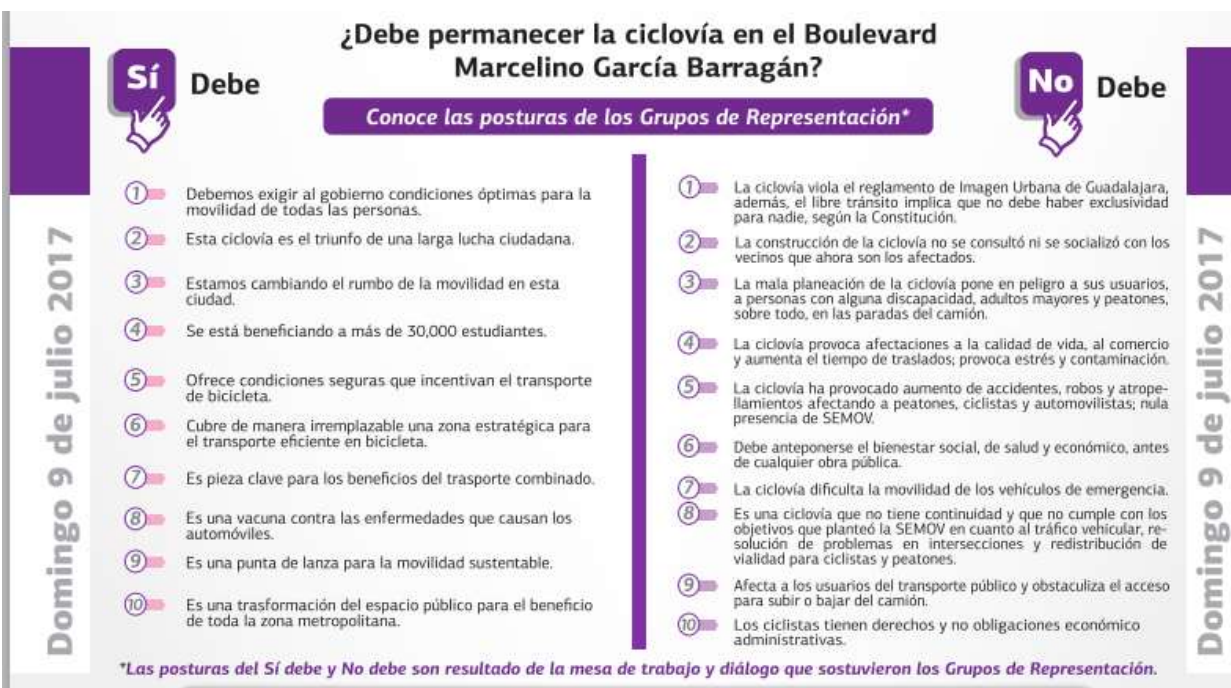 ¿Debe permanecer la ciclovía en el Boulevard
Marcelino García Barragán?
Sí
Debe
No
Debe
Conoce las posturas de los Grupos de Representación*
Domingo 9 de julio 2017
1 Debemos exigir al gobierno condiciones óptimas para la
movilidad de todas las personas.
2 Esta ciclovía es el triunfo de una larga lucha ciudadana.
3 Estamos cambiando el rumbo de la movilidad en esta
ciudad.
4 Se está beneficiando a más de 30,000 estudiantes.
5 Ofrece condiciones seguras que incentivan el transporte
de bicicleta.
6 Cubre de manera irremplazable una zona estratégica para
el transporte eficiente en bicicleta.
7 Es pieza clave para los beneficios del trasporte combinado.
8 Es una vacuna contra las enfermedades que causan los
automóviles.
9 Es una punta de lanza para la movilidad sustentable.
10 Es una trasformación del espacio público para el beneficio
de toda la zona metropolitana.
1 La ciclovía viola el reglamento de Imagen Urbana de Guadalajara,
además, el libre tránsito implica que no debe haber exclusividad
para nadie, según la Constitución.
2 La construcción de la ciclovía no se consultó ni se socializó con los
vecinos que ahora son los afectados.
3 La mala planeación de la ciclovía pone en peligro a sus usuarios,
a personas con alguna discapacidad, adultos mayores y peatones,
sobre todo, en las paradas del camión.
4 La ciclovía provoca afectaciones a la calidad de vida, al comercio
y aumenta el tiempo de traslados; provoca estrés y contaminación.
5 La ciclovía ha provocado aumento de accidentes, robos y atrope-
llamientos afectando a peatones, ciclistas y automovilistas; nula
presencia de SEMOV.
6 Debe anteponerse el bienestar social, de salud y económico, antes
de cualquier obra pública.
7 La ciclovía dificulta la movilidad de los vehículos de emergencia.
8 Es una ciclovía que no tiene continuidad y que no cumple con los
objetivos que planteó la SEMOV en cuanto al tráfico vehicular, re-
solución de problemas en intersecciones y redistribución de
vialidad para ciclistas y peatones.
9 Afecta a los usuarios del transporte público y obstaculiza el acceso
para subir o bajar del camión.
10 Los ciclistas tienen derechos y no obligaciones económico
administrativas.
Domingo 9 de julio 2017
*Las posturas del Sí debe y No debe son resultado de la mesa de trabajo y diálogo que sostuvieron los Grupos de Representación.